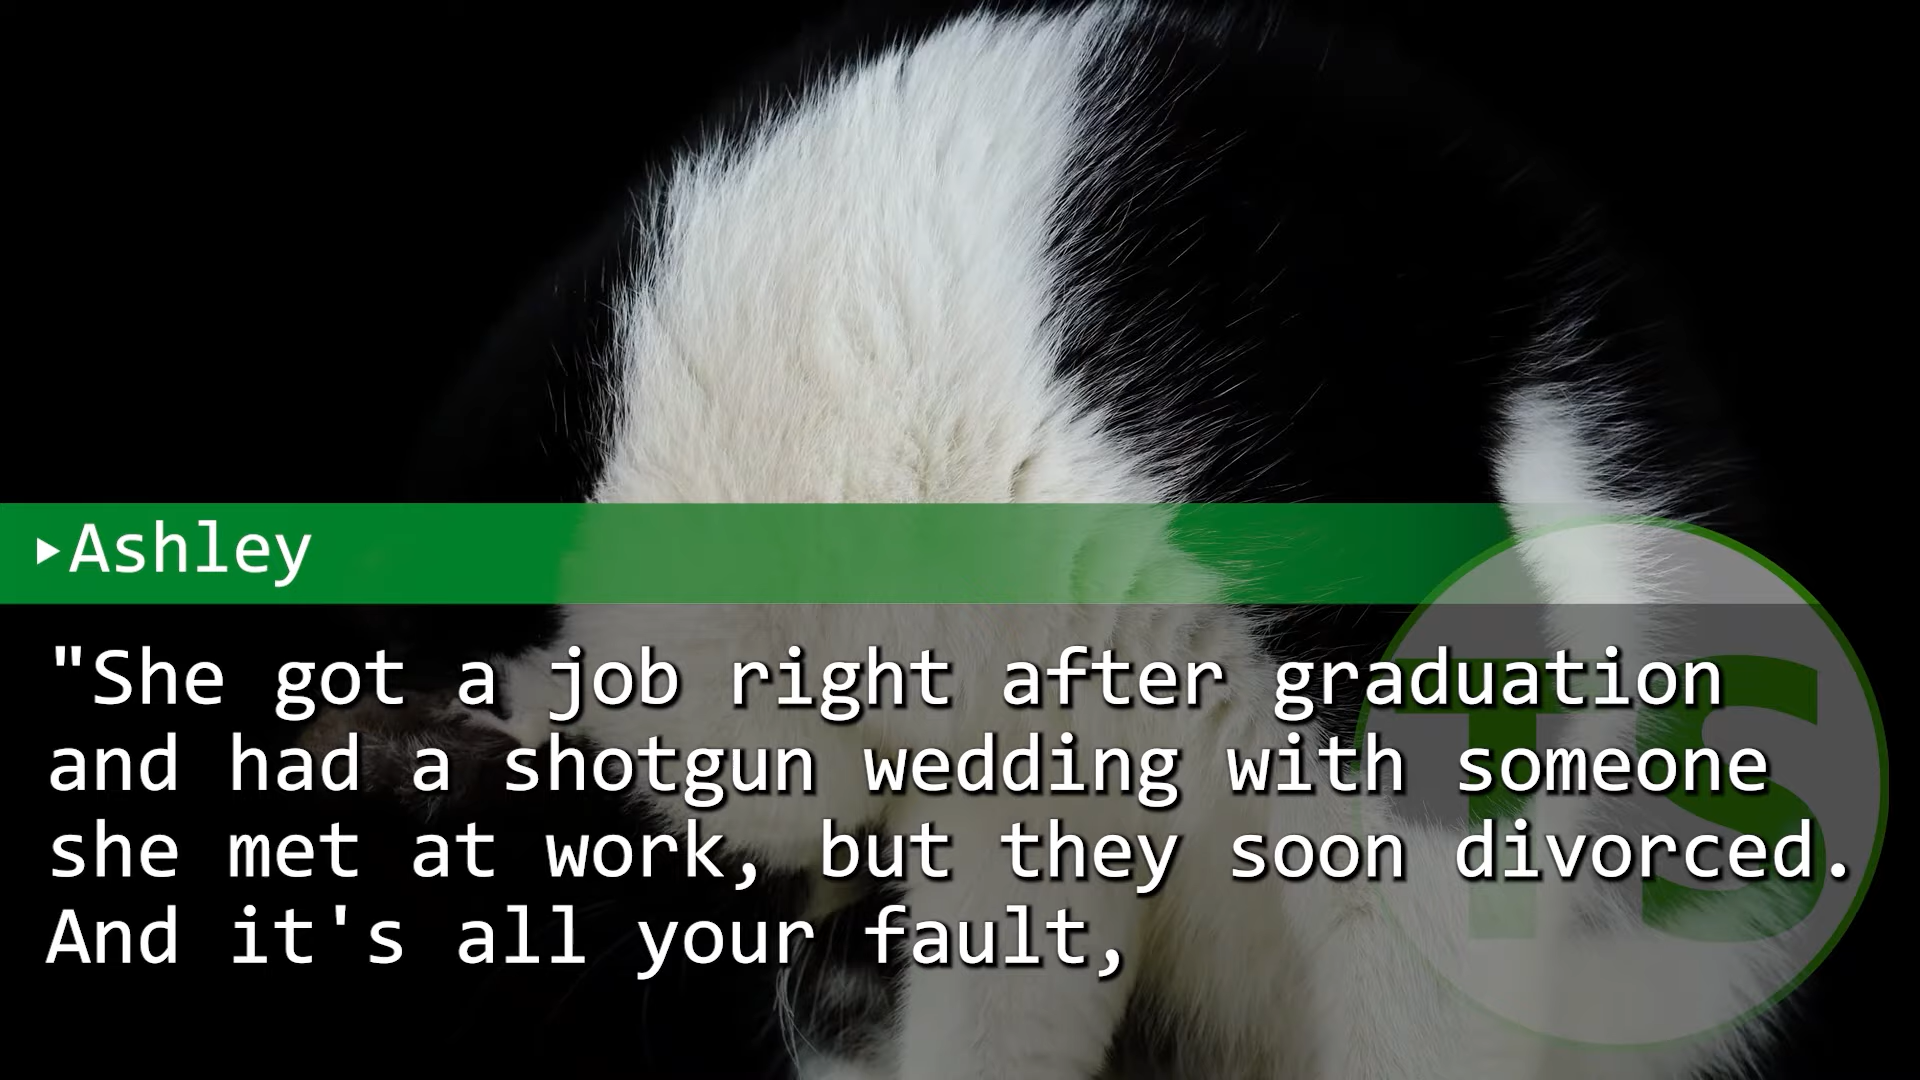 ▶Ashley
"She got a job right after graduation
and had a shotgun wedding with someone
she met at work, but they soon divorced.
And it's all your fault,
TS